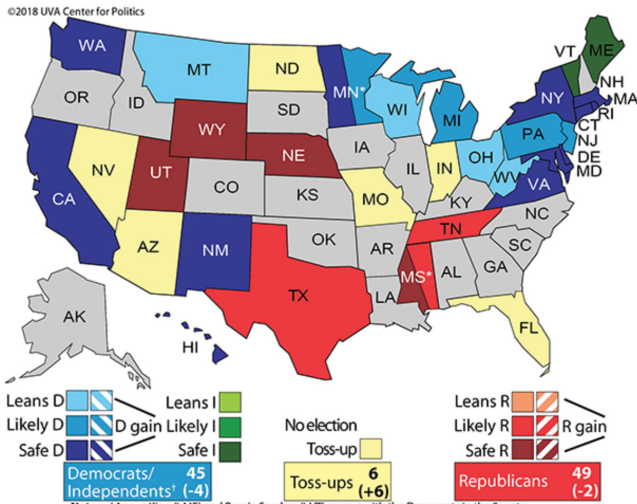 ©2018 UVA Center for Politics
WA
MT
ND
MN*
VT
ME
OR
ID
SD
WI
MI
NY
NH
MA
RI
CT
NJ
DE
MD
WY
NE
IA
PA
NV
UT
CO
KS
MO
IL
IN
OH
WV
VA
KY
NC
CA
AZ
NM
OK
AR
TN
SC
TX
LA
MS*
AL
GA
FL
AK
HI
Leans D
Likely D
Safe D
D gain
Leans I
Likely I
Safe I
No election
Toss-up
Leans R
Likely R
Safe R
R gain
Democrats/ 45
Independents† (-4)
Toss-ups 6
(+6)
Republicans 49
(-2)